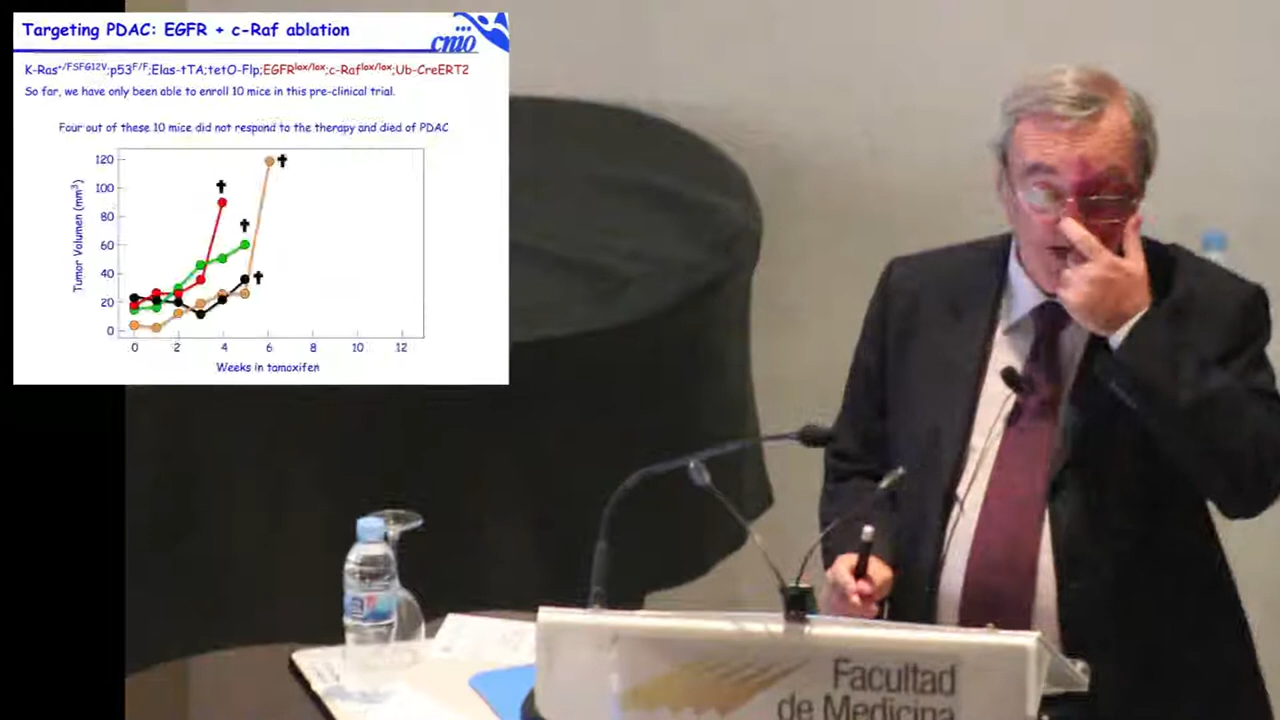 Targeting PDAC: EGFR + c-Raf ablation
cnio
K-Ras+/FSFG12V;p53F/F;Elas-tTA;tetO-Flp;EGFRlox/lox;c-Raflox/lox;Ub-CreERT2
So far, we have only been able to enroll 10 mice in this pre-clinical trial.
Four out of these 10 mice did not respond to the therapy and died of PDAC
Tumor Volumen (mm3)
120
100
80
60
40
20
0
0 2 4 6 8 10 12
Weeks in tamoxifen
Facultad
de Medicina